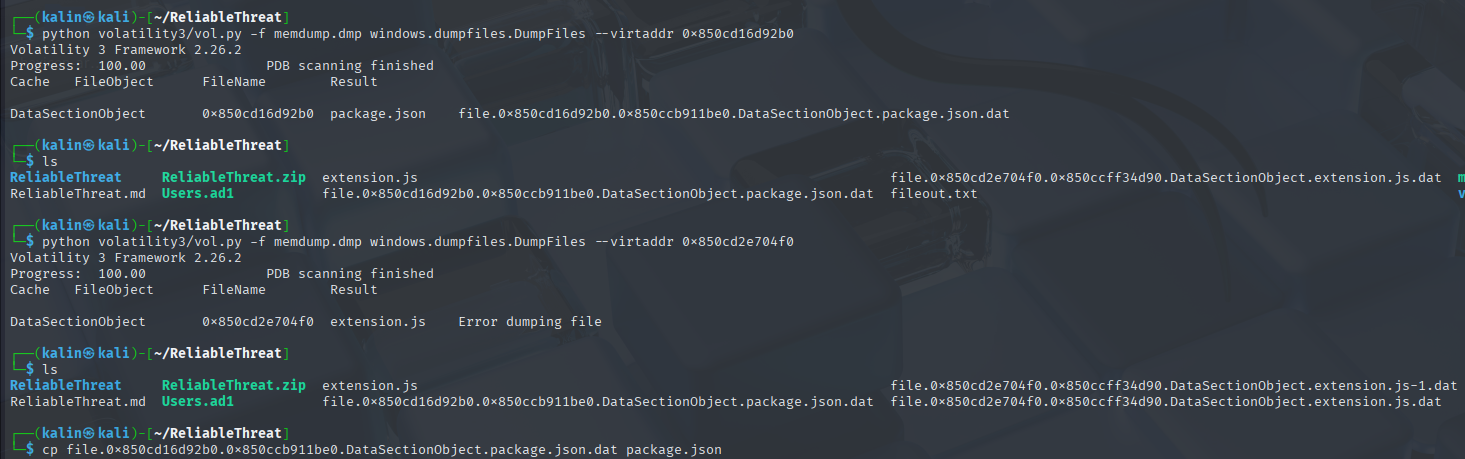 ┌──(kalin㉿kali)-[~/ReliableThreat]
└─$ python volatility3/vol.py -f memdump.dmp windows.dumpfiles.DumpFiles --virtaddr 0×850cd16d92b0
Volatility 3 Framework 2.26.2
Progress:  100.00               PDB scanning finished
Cache   FileObject      FileName        Result
DataSectionObject       0×850cd16d92b0  package.json    file.0×850cd16d92b0.0×850ccb911be0.DataSectionObject.package.json.dat
┌──(kalin㉿kali)-[~/ReliableThreat]
└─$ ls
ReliableThreat     ReliableThreat.zip  extension.js                                                           file.0×850cd2e704f0.0×850ccff34d90.DataSectionObject.extension.js.dat  m
ReliableThreat.md  Users.ad1           file.0×850cd16d92b0.0×850ccb911be0.DataSectionObject.package.json.dat  fileout.txt  v
┌──(kalin㉿kali)-[~/ReliableThreat]
└─$ python volatility3/vol.py -f memdump.dmp windows.dumpfiles.DumpFiles --virtaddr 0×850cd2e704f0
Volatility 3 Framework 2.26.2
Progress:  100.00               PDB scanning finished
Cache   FileObject      FileName        Result
DataSectionObject       0×850cd2e704f0  extension.js    Error dumping file
┌──(kalin㉿kali)-[~/ReliableThreat]
└─$ ls
ReliableThreat     ReliableThreat.zip  extension.js                                                           file.0×850cd2e704f0.0×850ccff34d90.DataSectionObject.extension.js-1.dat
ReliableThreat.md  Users.ad1           file.0×850cd16d92b0.0×850ccb911be0.DataSectionObject.package.json.dat  file.0×850cd2e704f0.0×850ccff34d90.DataSectionObject.extension.js.dat
┌──(kalin㉿kali)-[~/ReliableThreat]
└─$ cp file.0×850cd16d92b0.0×850ccb911be0.DataSectionObject.package.json.dat package.json